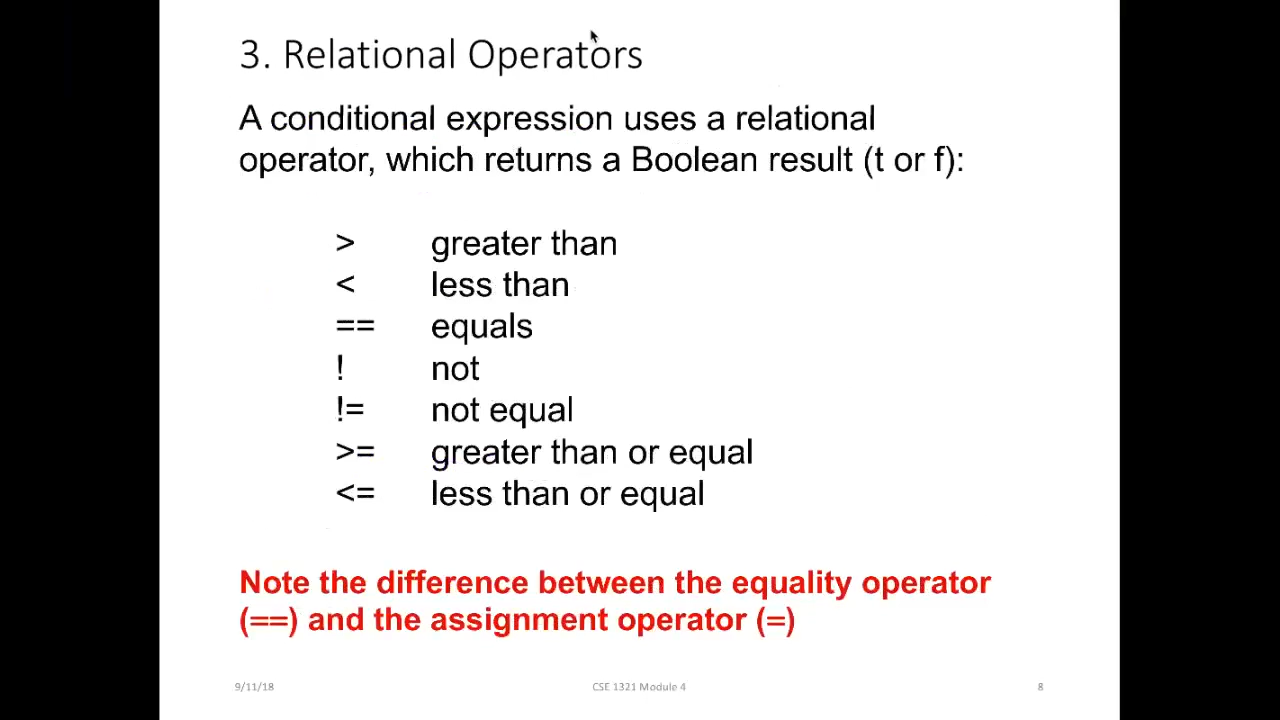 3. Relational Operators
A conditional expression uses a relational
operator, which returns a Boolean result (t or f):
> greater than
< less than
== equals
! not
!= not equal
>= greater than or equal
<= less than or equal
Note the difference between the equality operator
(==) and the assignment operator (=)
9/11/18 CSE 1321 Module 4 8